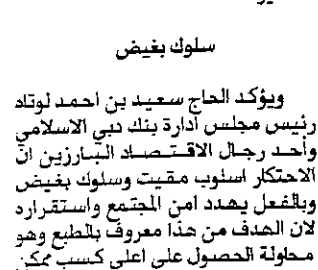 سلوك بغيض
ويؤكد الحاج سعيد بن احمد لوتاه
رئيس مجلس ادارة بنك دبي الاسلامي
وأحد رجال الاقتصاد البارزين ان
الاحتكار اسلوب مقيت وسلوك بغيض
وبالفعل يهدد امن المجتمع واستقراره
لان الهدف من هذا معروف بالطبع وهو
محاولة الحصول على اعلى كسب ممكن